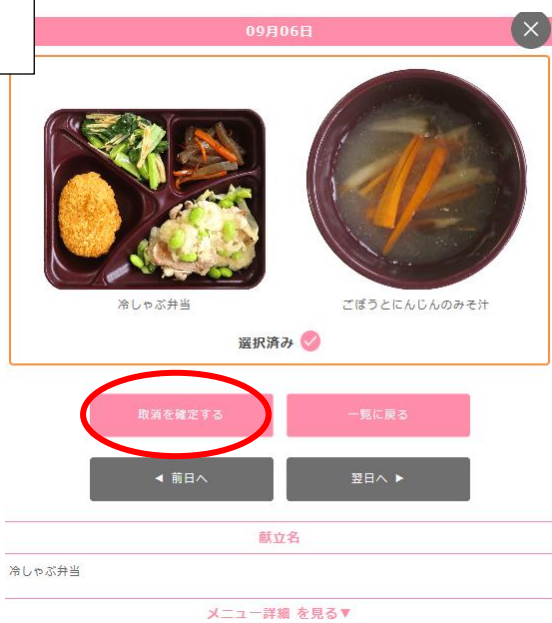 09月06日
冷しゃぶ弁当
ごぼうとにんじんのみそ汁
選択済み
取消を確定する
一覧に戻る
◀ 前日へ
翌日へ ▶
献立名
冷しゃぶ弁当
メニュー詳細 を見る▼